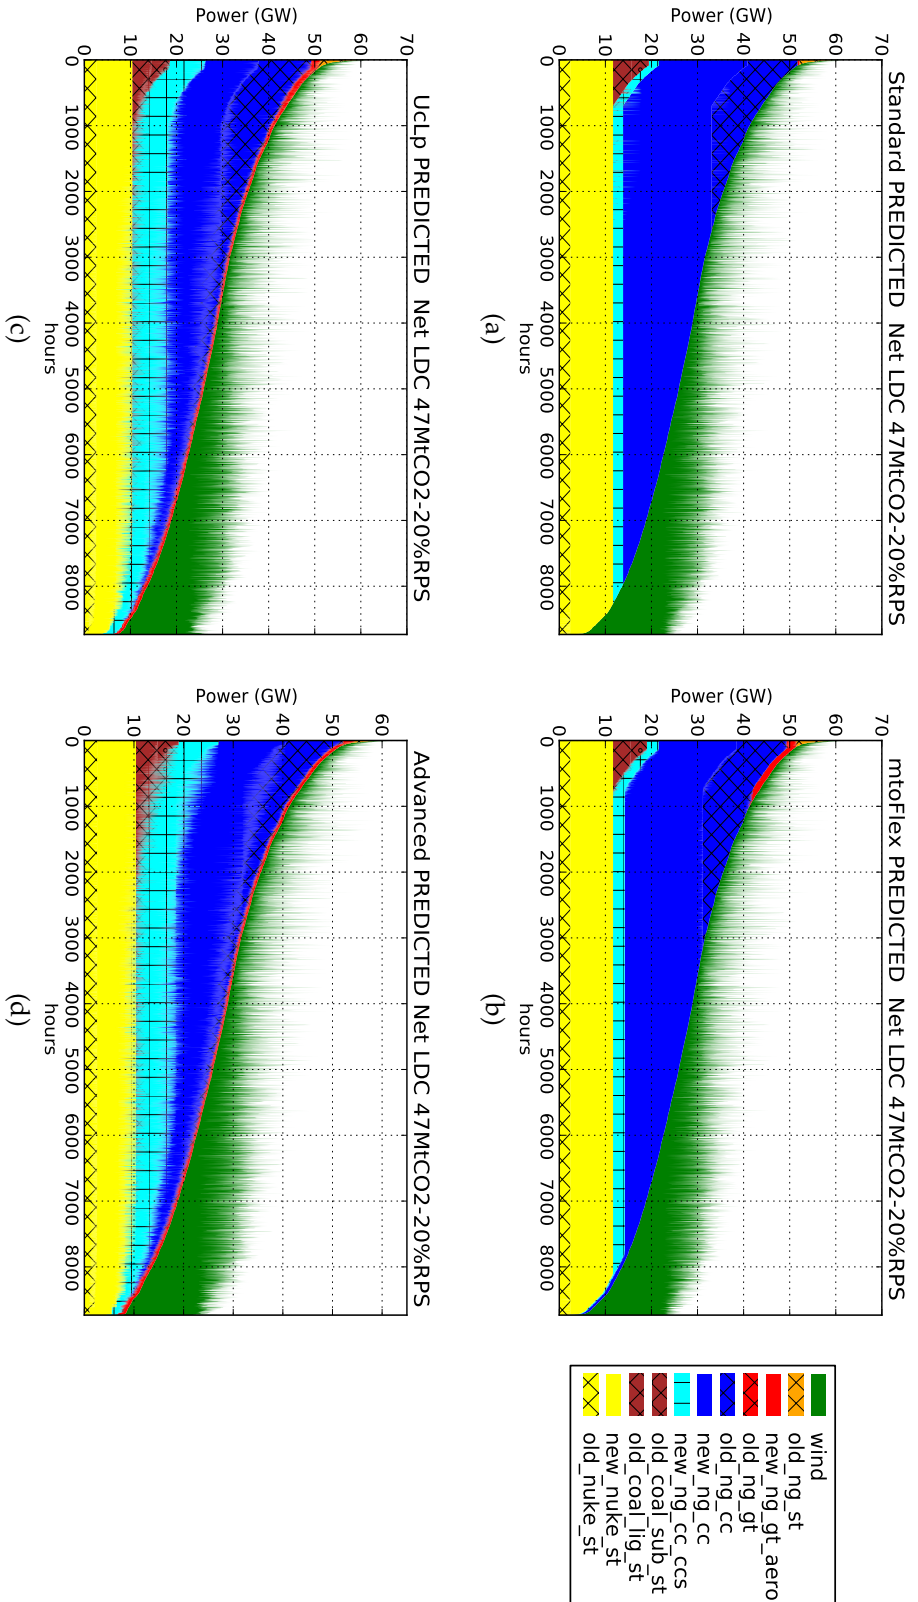 Standard PREDICTED Net LDC 47MtCO2-20%RPS
Power (GW)
70
60
50
40
30
20
10
0
0 1000 2000 3000 4000 5000 6000 7000 8000
hours
(a)
mtoFlex PREDICTED Net LDC 47MtCO2-20%RPS
Power (GW)
70
60
50
40
30
20
10
0
0 1000 2000 3000 4000 5000 6000 7000 8000
hours
(b)
wind
old_ng_st
new_ng_gt_aero
old_ng_gt
old_ng_cc
new_ng_cc
new_ng_cc_ccs
old_coal_sub_st
old_coal_lig_st
new_nuke_st
old_nuke_st
UcLp PREDICTED Net LDC 47MtCO2-20%RPS
Power (GW)
70
60
50
40
30
20
10
0
0 1000 2000 3000 4000 5000 6000 7000 8000
hours
(c)
Advanced PREDICTED Net LDC 47MtCO2-20%RPS
Power (GW)
60
50
40
30
20
10
0
0 1000 2000 3000 4000 5000 6000 7000 8000
hours
(d)